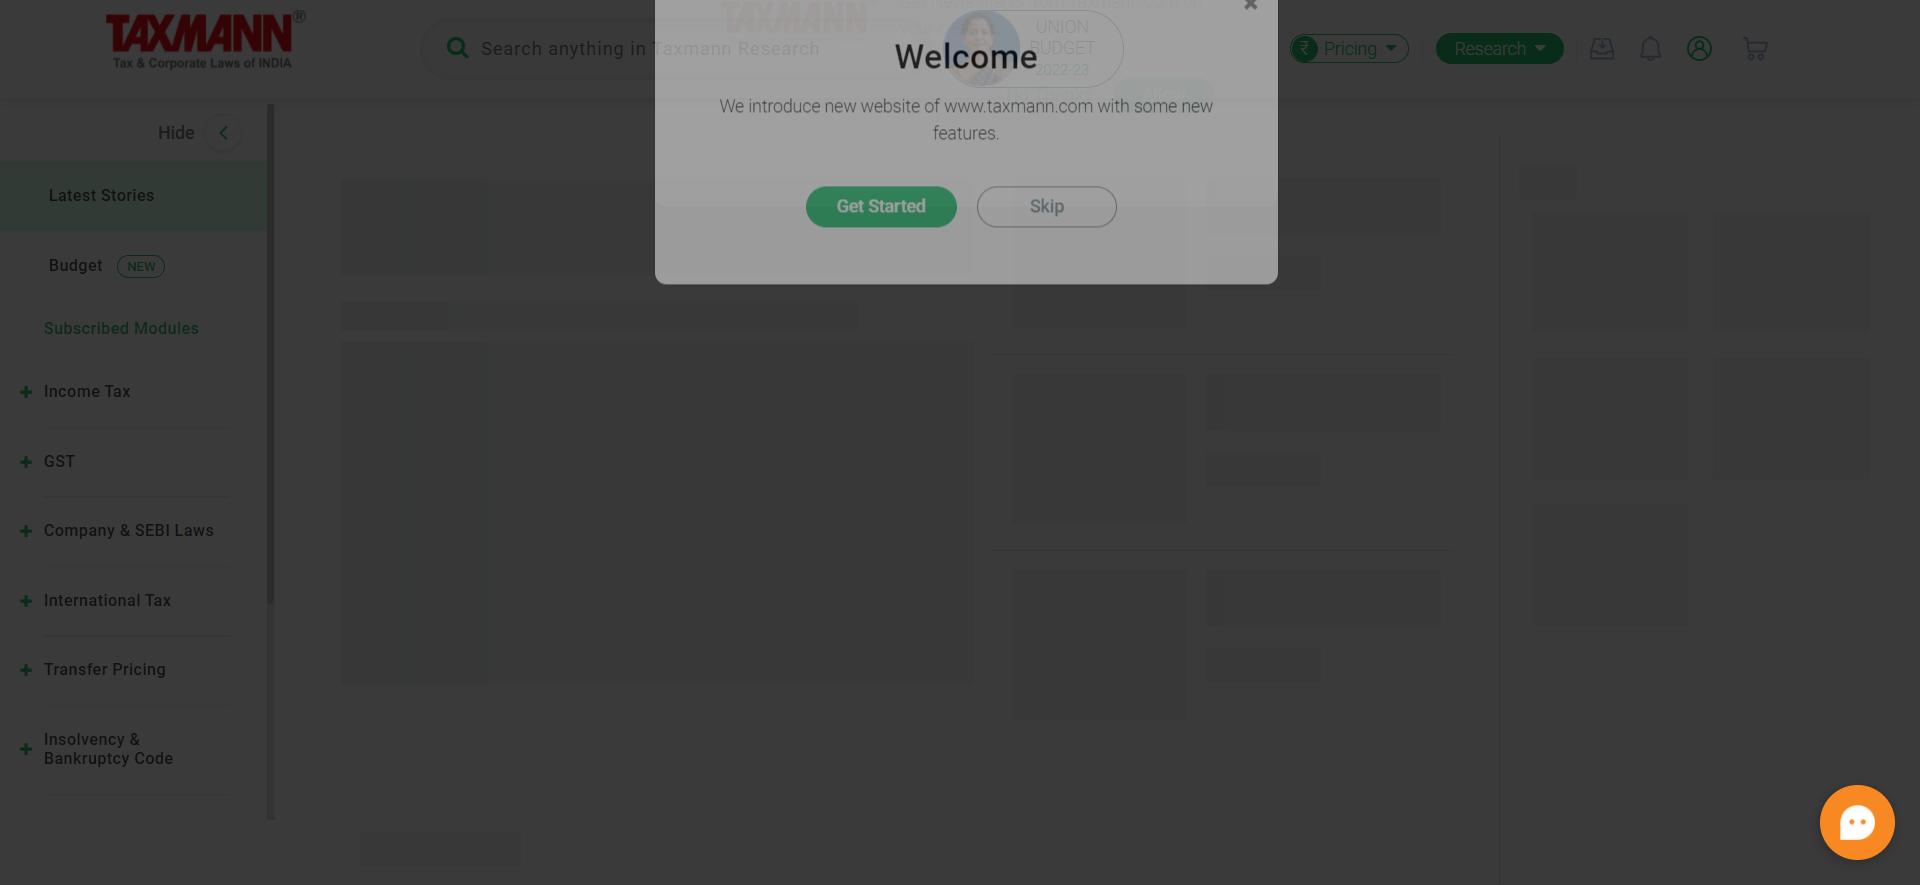 TAXMANN®
Tax & Corporate Laws of INDIA
Search anything in Taxmann Research
TAXMANN
UNION
BUDGET
2022-23
Pricing
Research
Welcome
We introduce new website of www.taxmann.com with some new
features.
Get Started
Skip
Hide
Latest Stories
Budget NEW
Subscribed Modules
Income Tax
GST
Company & SEBI Laws
International Tax
Transfer Pricing
Insolvency &
Bankruptcy Code